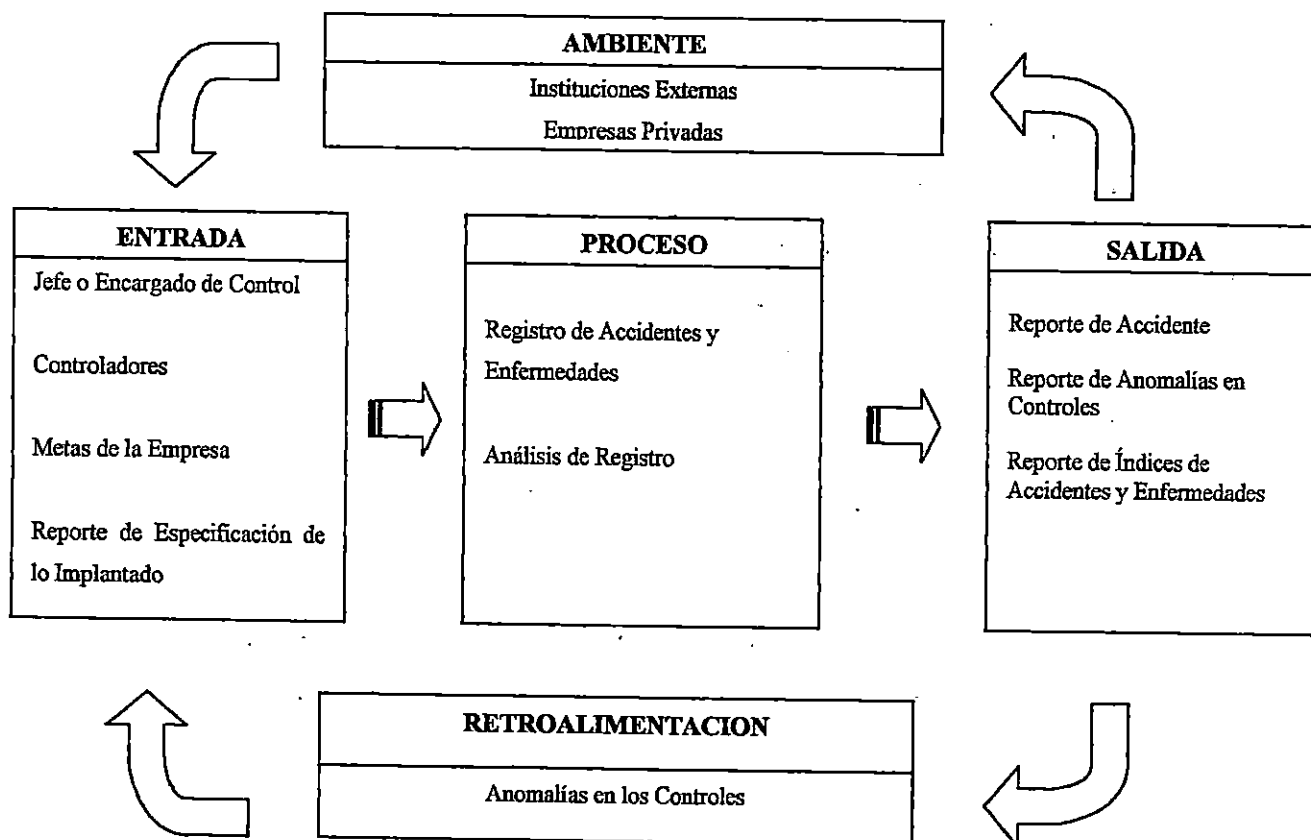 AMBIENTE
Instituciones Externas
Empresas Privadas
ENTRADA
Jefe o Encargado de Control
Controladores
Metas de la Empresa
Reporte de Especificación de
lo Implantado
PROCESO
Registro de Accidentes y
Enfermedades
Análisis de Registro
SALIDA
Reporte de Accidente
Reporte de Anomalías en
Controles
Reporte de Índices de
Accidentes y Enfermedades
RETROALIMENTACION
Anomalías en los Controles